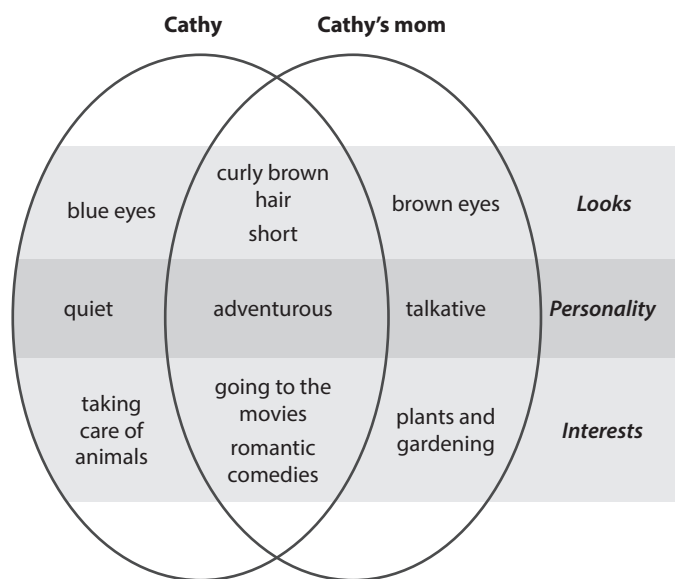 Cathy
Cathy’s mom
blue eyes
curly brown
hair
short
brown eyes
Looks
quiet
adventurous
talkative
Personality
taking
care of
animals
going to the
movies
romantic
comedies
plants and
gardening
Interests